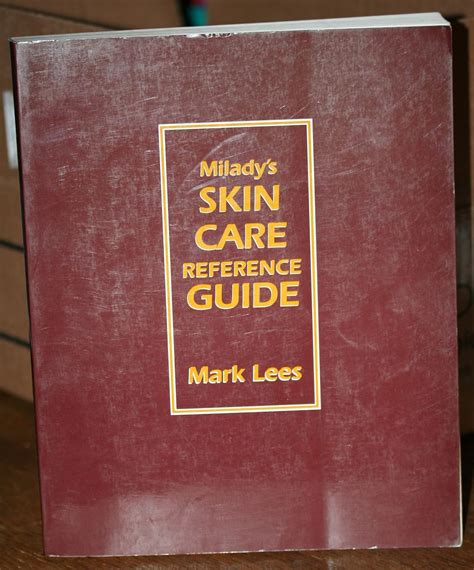 Milady's
SKIN
CARE
REFERENCE
GUIDE
Mark Lees